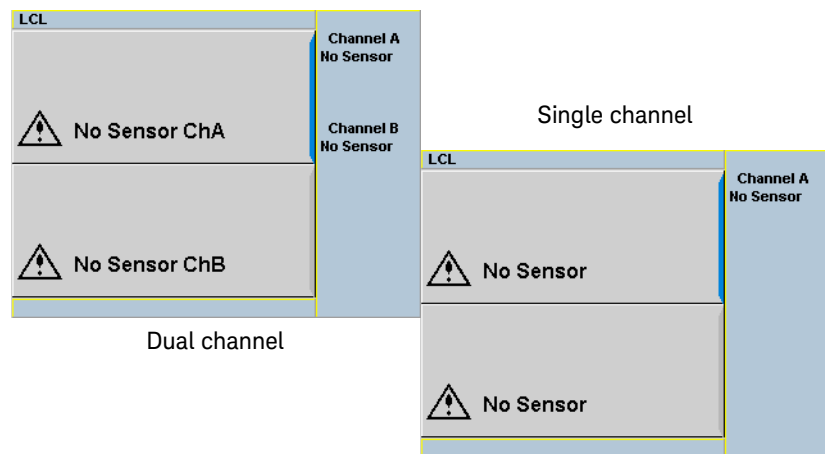 LCL
Channel A
No Sensor
No Sensor ChA
Channel B
No Sensor
No Sensor ChB
Dual channel
Single channel
LCL
Channel A
No Sensor
No Sensor
No Sensor